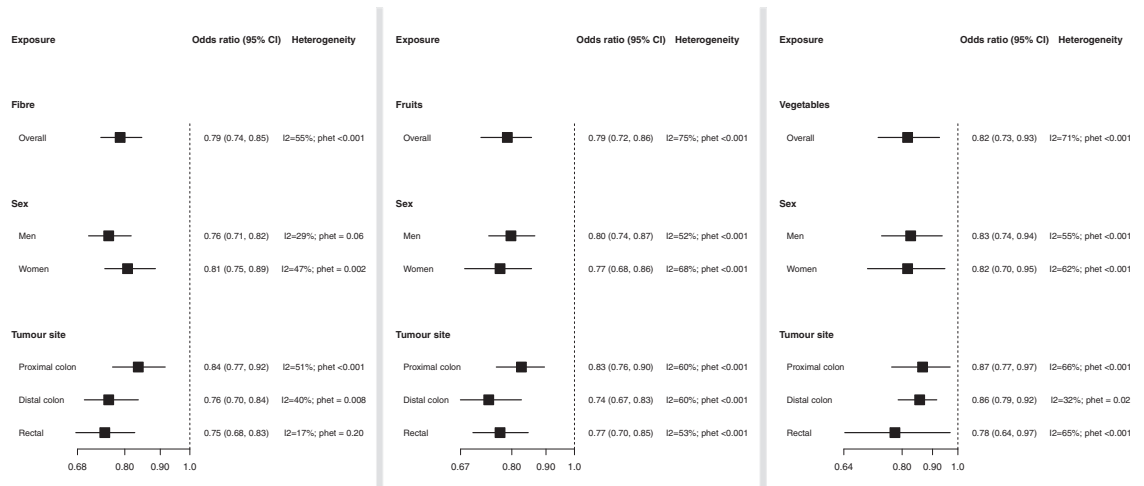 Exposure Odds ratio (95% CI) Heterogeneity
Fibre
Overall 0.79 (0.74, 0.85) I2=55%; phet <0.001
Sex
Men 0.76 (0.71, 0.82) I2=29%; phet = 0.06
Women 0.81 (0.75, 0.89) I2=47%; phet = 0.002
Tumour site
Proximal colon 0.84 (0.77, 0.92) I2=51%; phet <0.001
Distal colon 0.76 (0.70, 0.84) I2=40%; phet = 0.008
Rectal 0.75 (0.68, 0.83) I2=17%; phet = 0.20
0.68 0.80 0.90 1.0
Exposure Odds ratio (95% CI) Heterogeneity
Fruits
Overall 0.79 (0.72, 0.86) I2=75%; phet <0.001
Sex
Men 0.80 (0.74, 0.87) I2=52%; phet <0.001
Women 0.77 (0.68, 0.86) I2=68%; phet <0.001
Tumour site
Proximal colon 0.83 (0.76, 0.90) I2=60%; phet <0.001
Distal colon 0.74 (0.67, 0.83) I2=60%; phet <0.001
Rectal 0.77 (0.70, 0.85) I2=53%; phet <0.001
0.67 0.80 0.90 1.0
Exposure Odds ratio (95% CI) Heterogeneity
Vegetables
Overall 0.82 (0.73, 0.93) I2=71%; phet <0.001
Sex
Men 0.83 (0.74, 0.94) I2=55%; phet <0.001
Women 0.82 (0.70, 0.95) I2=62%; phet <0.001
Tumour site
Proximal colon 0.87 (0.77, 0.97) I2=66%; phet <0.001
Distal colon 0.86 (0.79, 0.92) I2=32%; phet = 0.02
Rectal 0.78 (0.64, 0.97) I2=65%; phet <0.001
0.64 0.80 0.90 1.0